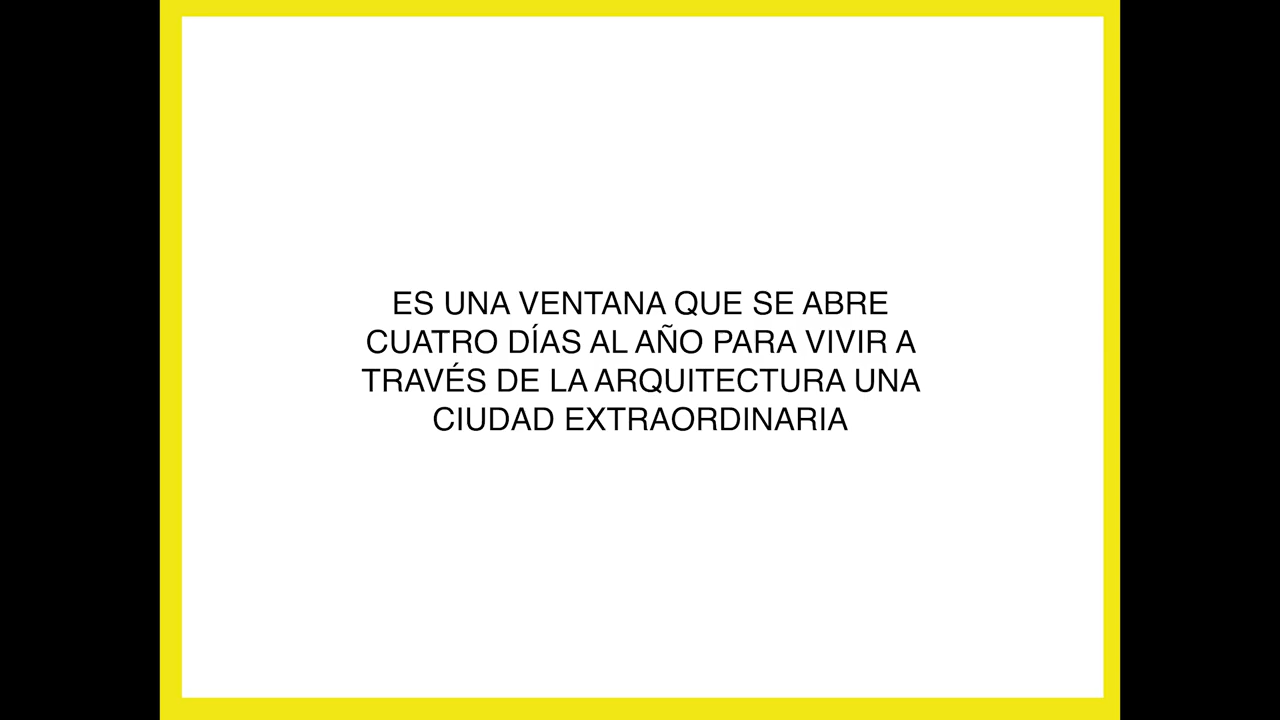 ES UNA VENTANA QUE SE ABRE
CUATRO DÍAS AL AÑO PARA VIVIR A
TRAVÉS DE LA ARQUITECTURA UNA
CIUDAD EXTRAORDINARIA